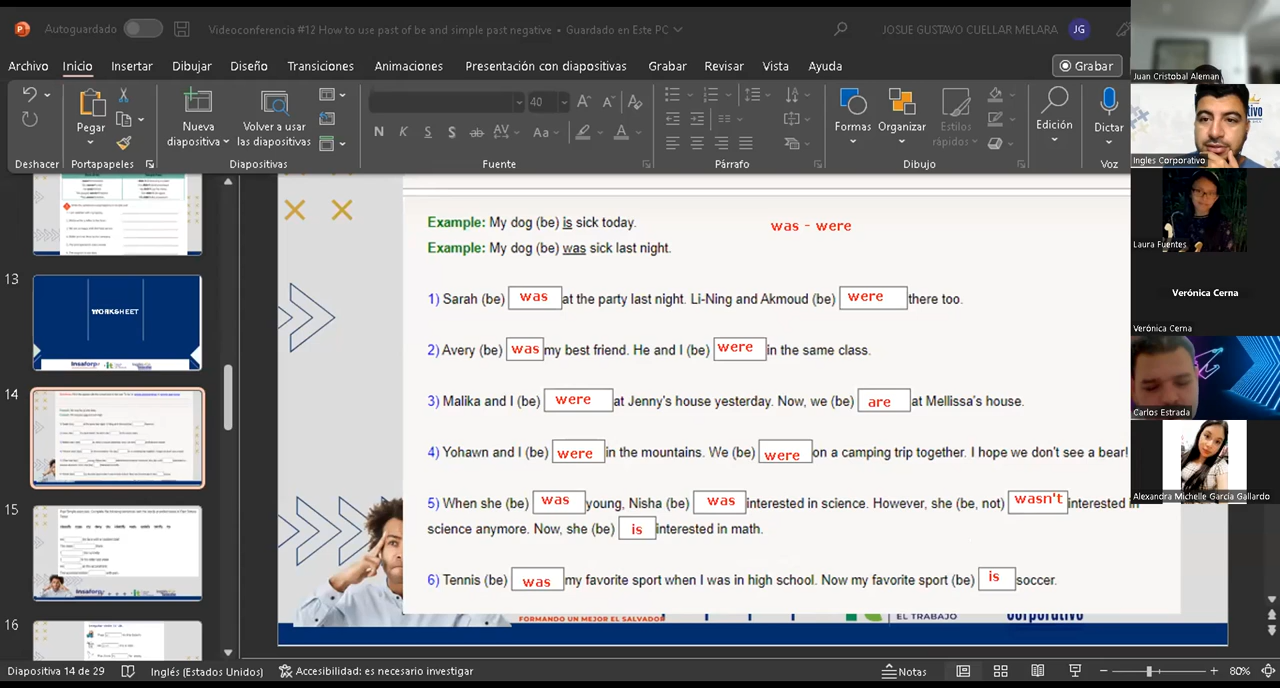 Autoguardado
Videoconferencia #12 How to use past of be and simple past negative • Guardado en Este PC
JOSUE GUSTAVO CUELLAR MELARA
JG
Archivo Inicio Insertar Dibujar Diseño Transiciones Animaciones Presentación con diapositivas Grabar Revisar Vista Ayuda
Grabar
40
Pegar
Nueva diapositiva
Volver a usar las diapositivas
N K S S ab AV Aa A
Formas
Organizar
Estilos rápidos
Edición
Dictar
Deshacer Portapapeles Diapositivas Fuente Párrafo Dibujo Voz
Juan Cristobal Aleman
Ingles Corporativo
Laura Fuentes
Verónica Cerna
Verónica Cerna
Carlos Estrada
Alexandra Michelle Garcia Gallardo
13
WORKSHEET
14
15
16
Example: My dog (be) is sick today.
was - were
Example: My dog (be) was sick last night.
1) Sarah (be) was at the party last night. Li-Ning and Akmoud (be) were there too.
2) Avery (be) was my best friend. He and I (be) were in the same class.
3) Malika and I (be) were at Jenny's house yesterday. Now, we (be) are at Mellissa's house.
4) Yohawn and I (be) were in the mountains. We (be) were on a camping trip together. I hope we don't see a bear!
5) When she (be) was young, Nisha (be) was interested in science. However, she (be, not) wasn't interested in
science anymore. Now, she (be) is interested in math.
6) Tennis (be) was my favorite sport when I was in high school. Now my favorite sport (be) is soccer.
FORMANDO UN MEJOR EL SALVADOR
EL TRABAJO
corporativo
Diapositiva 14 de 29
Inglés (Estados Unidos)
Accesibilidad: es necesario investigar
Notas
80%